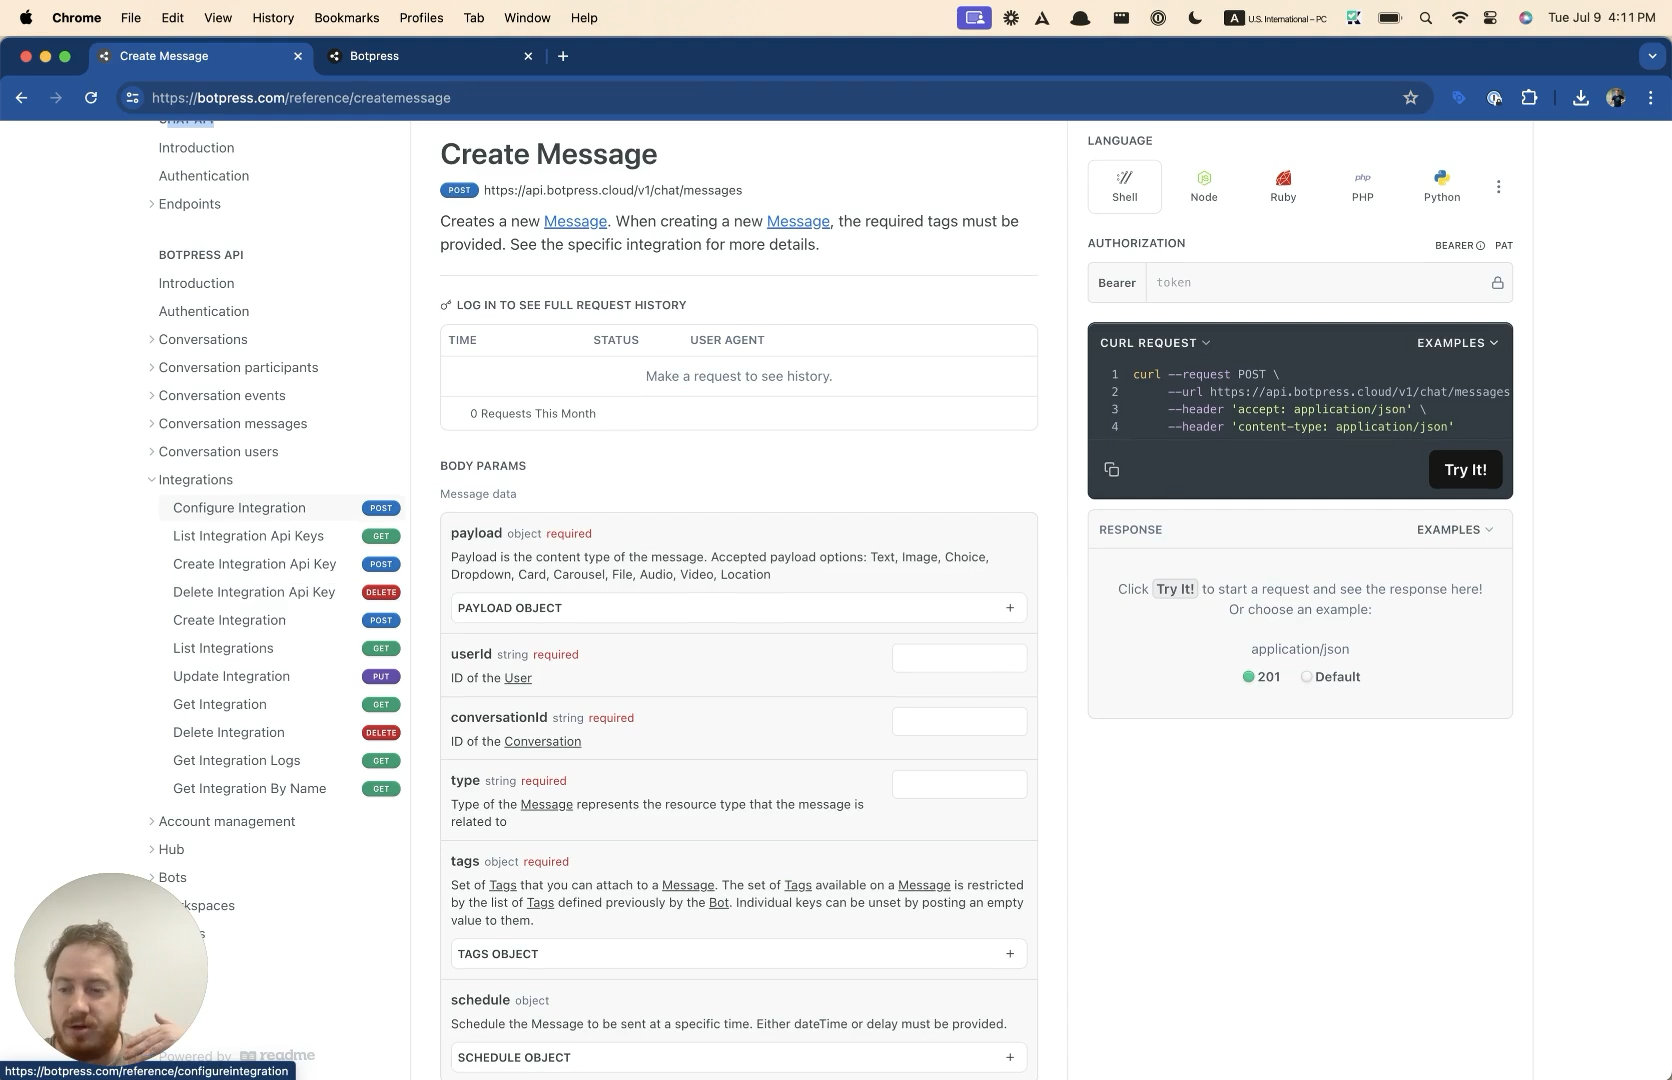 Chrome File Edit View History Bookmarks Profiles Tab Window Help
A U.S. International – PC Tue Jul 9 4:11 PM
Create Message
Botpress
https://botpress.com/reference/createmessage
CHAT API
Introduction
Authentication
Endpoints
BOTPRESS API
Introduction
Authentication
Conversations
Conversation participants
Conversation events
Conversation messages
Conversation users
Integrations
Configure Integration POST
List Integration Api Keys GET
Create Integration Api Key POST
Delete Integration Api Key DELETE
Create Integration POST
List Integrations GET
Update Integration PUT
Get Integration GET
Delete Integration DELETE
Get Integration Logs GET
Get Integration By Name GET
Account management
Hub
Bots
kspaces
s
Powered by readme
https://botpress.com/reference/configureintegration
Create Message
POST https://api.botpress.cloud/v1/chat/messages
Creates a new Message. When creating a new Message, the required tags must be
provided. See the specific integration for more details.
LOG IN TO SEE FULL REQUEST HISTORY
TIME STATUS USER AGENT
Make a request to see history.
0 Requests This Month
BODY PARAMS
Message data
payload object required
Payload is the content type of the message. Accepted payload options: Text, Image, Choice,
Dropdown, Card, Carousel, File, Audio, Video, Location
PAYLOAD OBJECT +
userId string required
ID of the User
conversationId string required
ID of the Conversation
type string required
Type of the Message represents the resource type that the message is
related to
tags object required
Set of Tags that you can attach to a Message. The set of Tags available on a Message is restricted
by the list of Tags defined previously by the Bot. Individual keys can be unset by posting an empty
value to them.
TAGS OBJECT +
schedule object
Schedule the Message to be sent at a specific time. Either dateTime or delay must be provided.
SCHEDULE OBJECT +
LANGUAGE
Shell Node Ruby PHP Python
AUTHORIZATION BEARER PAT
Bearer token
CURL REQUEST EXAMPLES
1 curl --request POST \
2 --url https://api.botpress.cloud/v1/chat/messages
3 --header 'accept: application/json' \
4 --header 'content-type: application/json'
Try It!
RESPONSE EXAMPLES
Click Try It! to start a request and see the response here!
Or choose an example:
application/json
201 Default